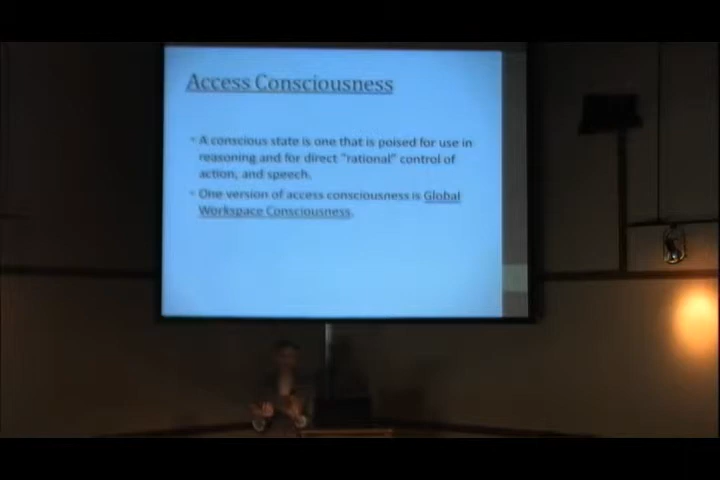 Access Consciousness
• A conscious state is one that is poised for use in
reasoning and for direct "rational" control of
action, and speech.
• One version of access consciousness is Global
Workspace Consciousness.